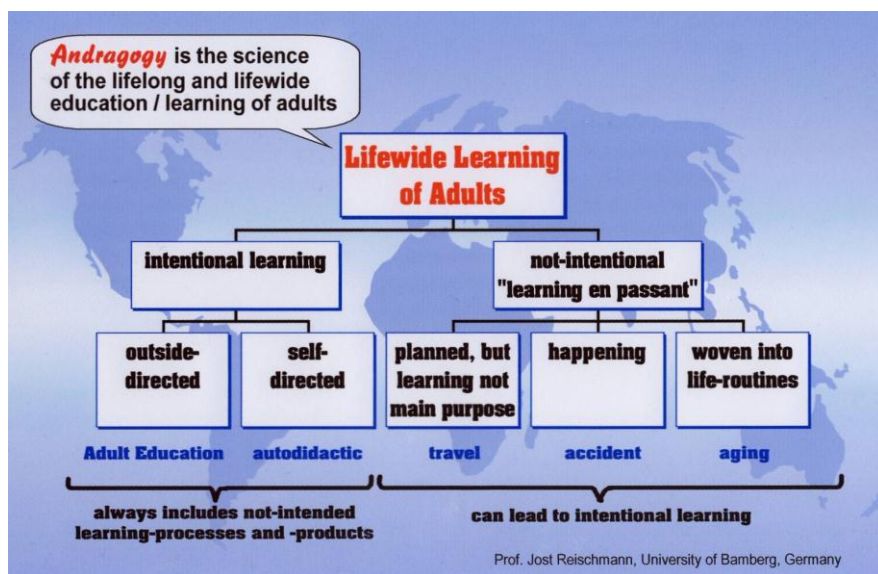 Andragogy is the science
of the lifelong and lifewide
education / learning of adults
Lifewide Learning
of Adults
intentional learning
not-intentional
"learning en passant"
outside-
directed
self-
directed
planned, but
learning not
main purpose
happening
woven into
life-routines
Adult Education
autodidactic
travel
accident
aging
always includes not-intended
learning-processes and -products
can lead to intentional learning
Prof. Jost Reischmann, University of Bamberg, Germany